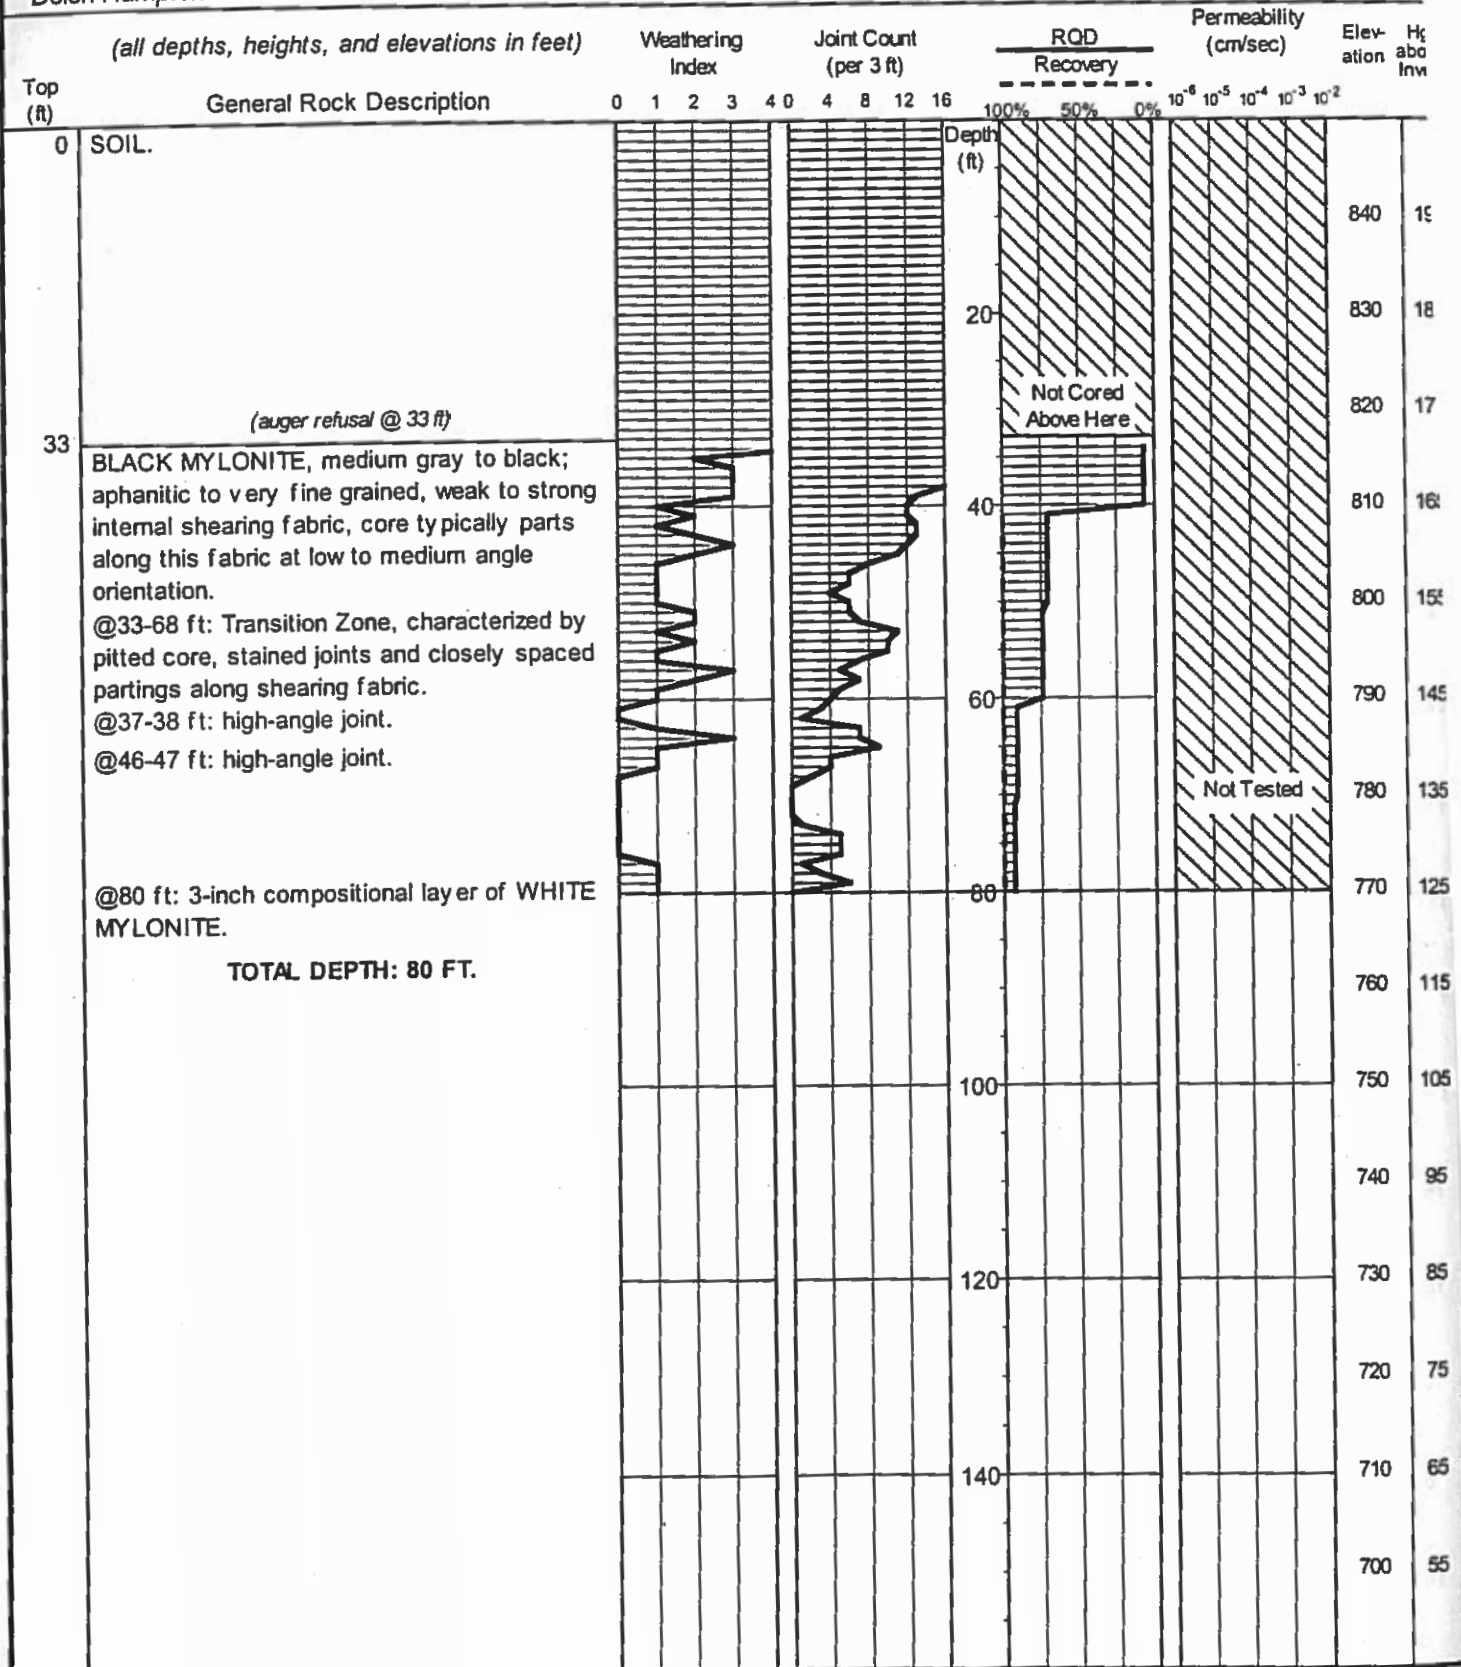 (all depths, heights, and elevations in feet)
Weathering Index
Joint Count (per 3 ft)
RQD
Recovery
Permeability (cm/sec)
Elev- ation
Top (ft)
General Rock Description
0 1 2 3 4 0 4 8 12 16
100% 50% 0%
10-6 10-5 10-4 10-3 10-2
Depth (ft)
0 SOIL.
840
20
830 18
Not Cored
Above Here
820 17
(auger refusal @ 33 ft)
33
BLACK MYLONITE, medium gray to black;
aphanitic to very fine grained, weak to strong
internal shearing fabric, core typically parts
along this fabric at low to medium angle
orientation.
40
810
800
@33-68 ft: Transition Zone, characterized by
pitted core, stained joints and closely spaced
partings along shearing fabric.
@37-38 ft: high-angle joint.
@46-47 ft: high-angle joint.
60
790 145
Not Tested
780 135
@80 ft: 3-inch compositional layer of WHITE
MYLONITE.
80
770 125
TOTAL DEPTH: 80 FT.
760 115
100
750 105
740 95
120
730 85
720 75
140
710 65
700 55